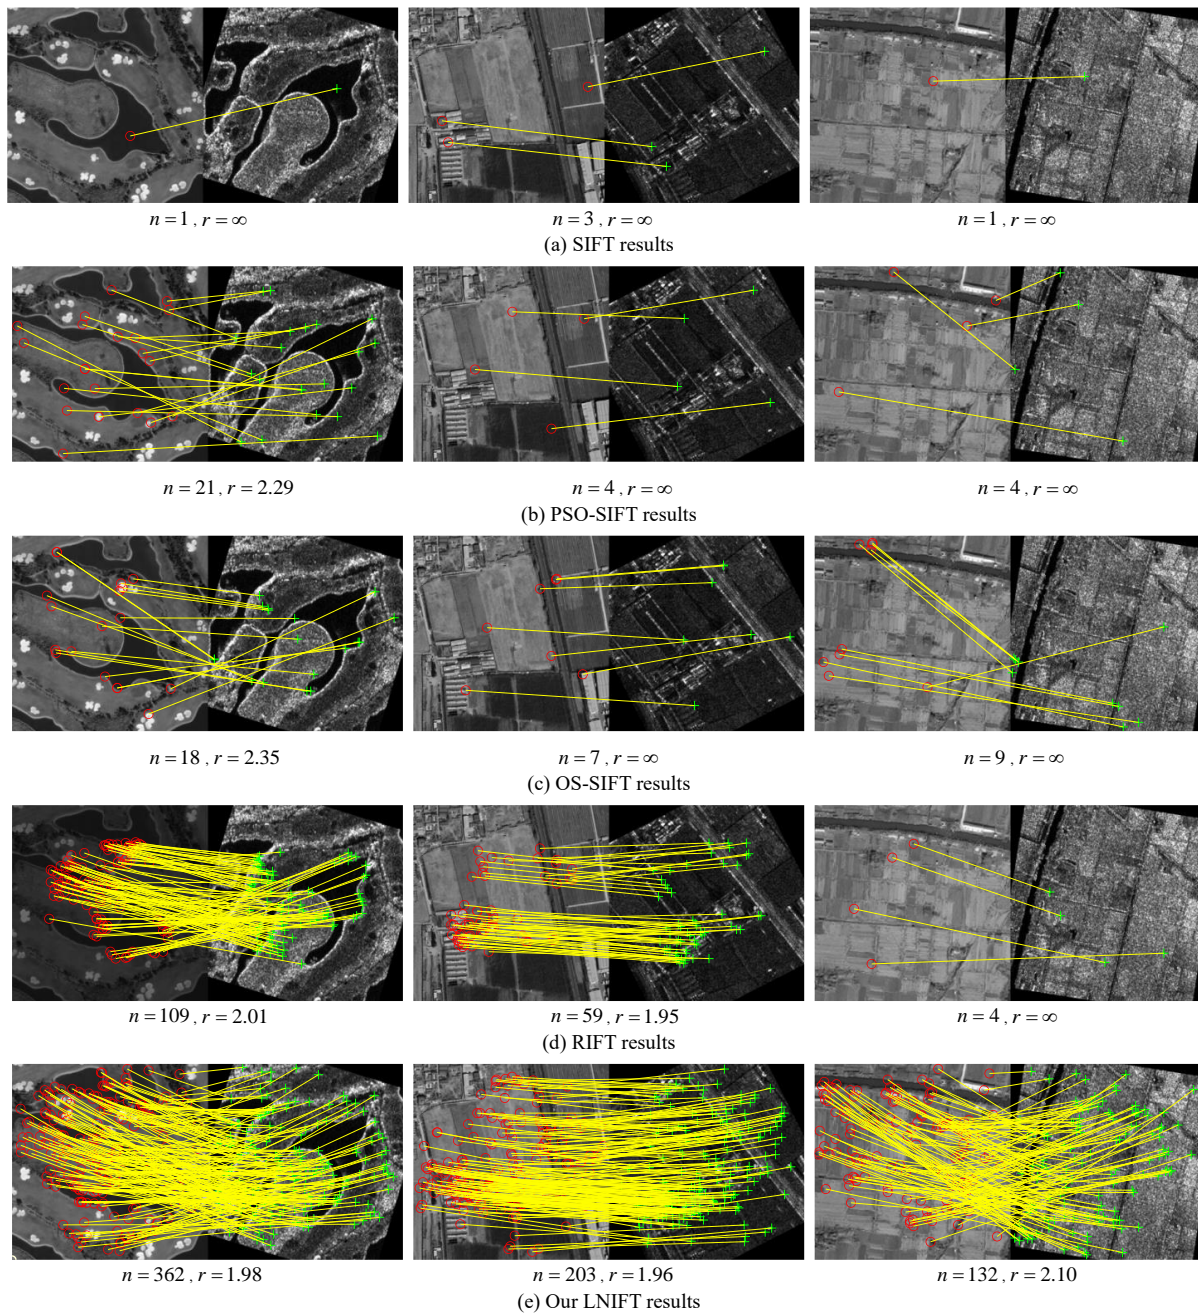 n = 1 , r = ∞
n = 3 , r = ∞
n = 1 , r = ∞
(a) SIFT results
n = 21 , r = 2.29
n = 4 , r = ∞
n = 4 , r = ∞
(b) PSO-SIFT results
n = 18 , r = 2.35
n = 7 , r = ∞
n = 9 , r = ∞
(c) OS-SIFT results
n = 109 , r = 2.01
n = 59 , r = 1.95
n = 4 , r = ∞
(d) RIFT results
n = 362 , r = 1.98
n = 203 , r = 1.96
n = 132 , r = 2.10
(e) Our LNIFT results